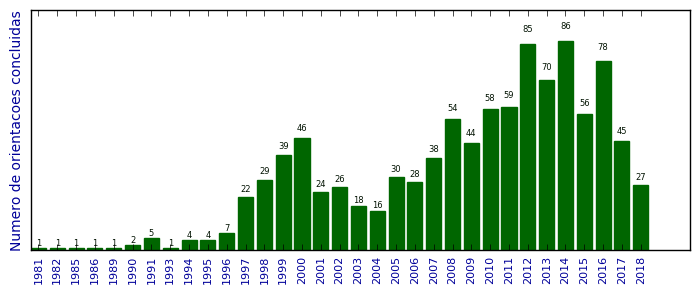 Numero de orientacoes concluidas
1 1 1 1 1 2 5 1 4 4 7 22 29 39 46 24 26 18 16 30 28 38 54 44 58 59 85 70 86 56 78 45 27
1981 1982 1985 1986 1989 1990 1991 1993 1994 1995 1996 1997 1998 1999 2000 2001 2002 2003 2004 2005 2006 2007 2008 2009 2010 2011 2012 2013 2014 2015 2016 2017 2018